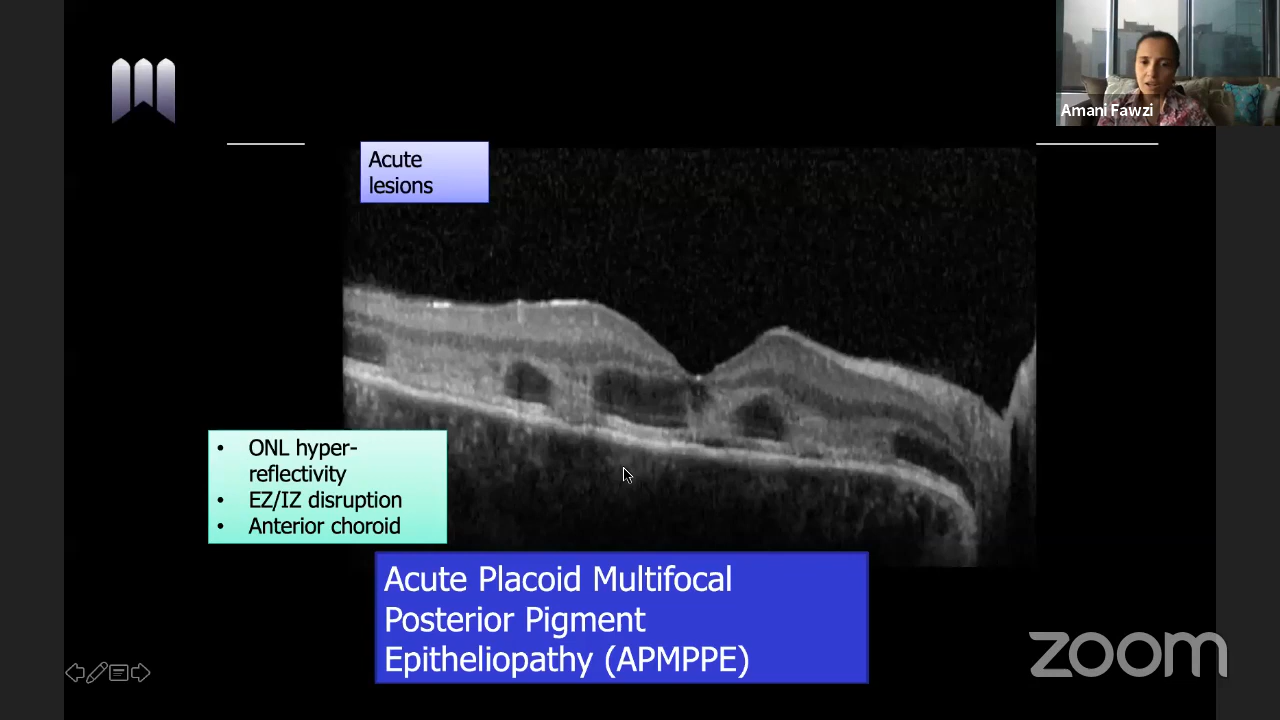 Amani Fawzi
Acute
lesions
• ONL hyper-
reflectivity
• EZ/IZ disruption
• Anterior choroid
Acute Placoid Multifocal
Posterior Pigment
Epitheliopathy (APMPPE)
zoom